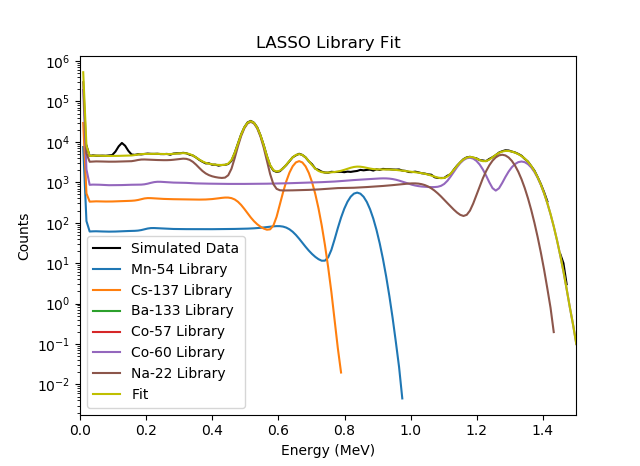 LASSO Library Fit
10⁶
10⁵
10⁴
10³
10²
10¹
10⁰
10⁻¹
10⁻²
Counts
Simulated Data
Mn-54 Library
Cs-137 Library
Ba-133 Library
Co-57 Library
Co-60 Library
Na-22 Library
Fit
0.0 0.2 0.4 0.6 0.8 1.0 1.2 1.4
Energy (MeV)